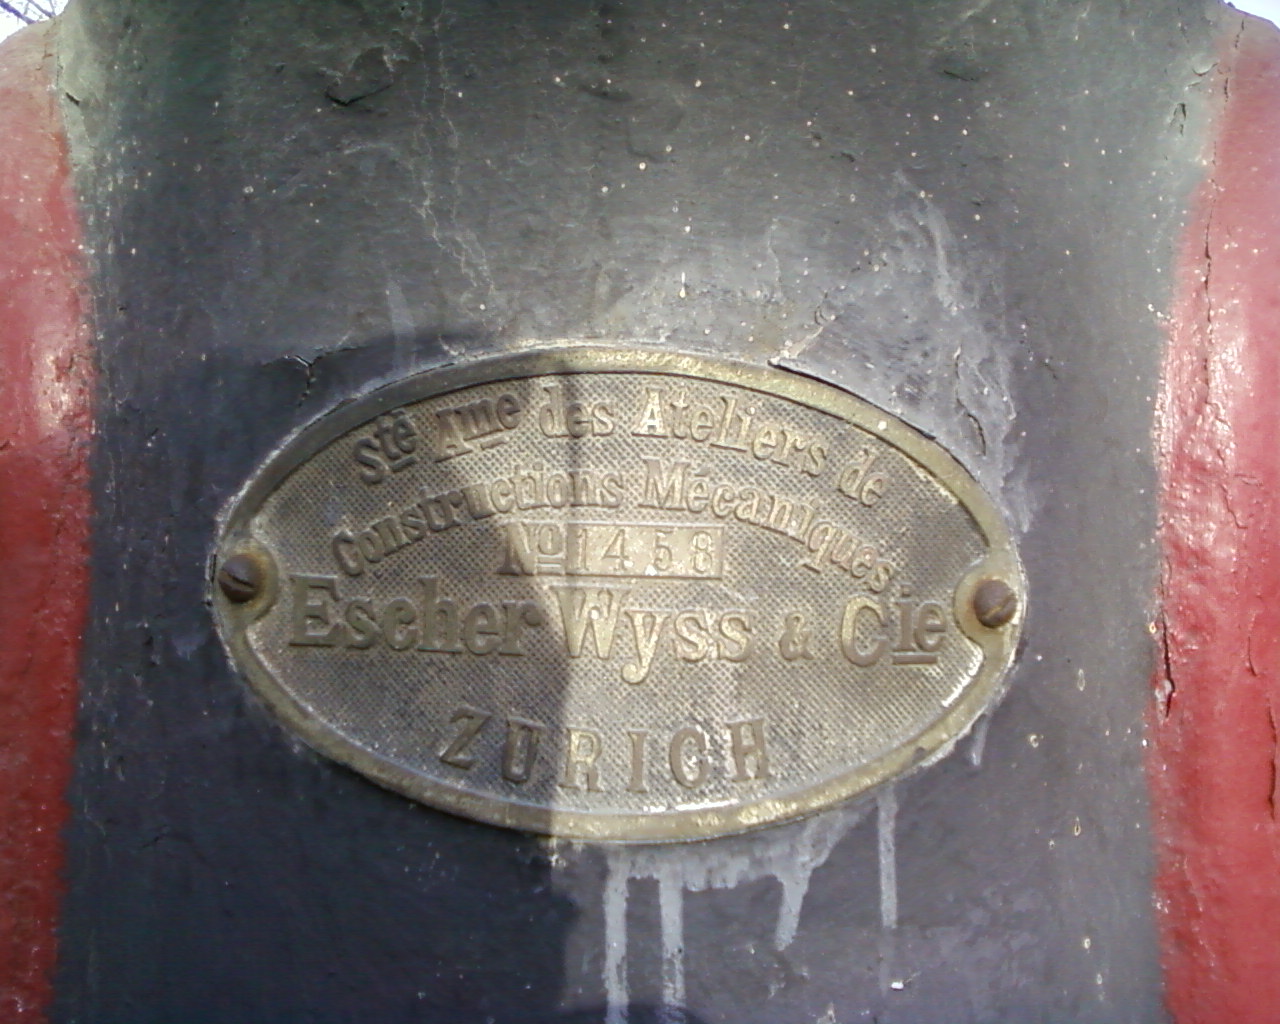 Sté Ame des Ateliers de
Constructions Mécaniques
No 1458
Escher Wyss & Cie
ZURICH